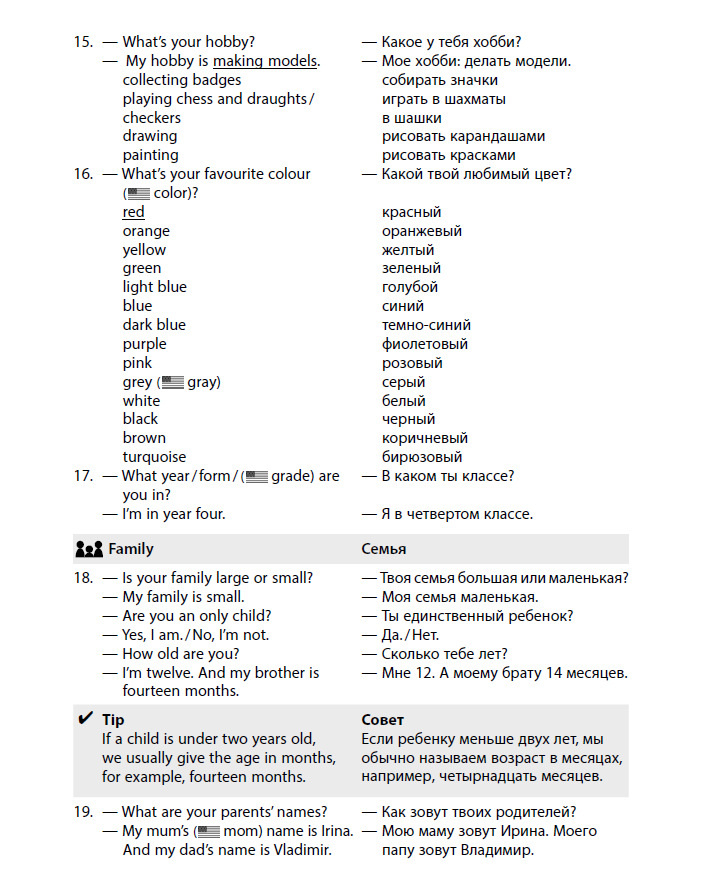 15. — What's your hobby? — Какое у тебя хобби?
— My hobby is making models. — Мое хобби: делать модели.
collecting badges собирать значки
playing chess and draughts/ играть в шахматы
checkers в шашки
drawing рисовать карандашами
painting рисовать красками
16. — What's your favourite colour — Какой твой любимый цвет?
( color)?
red красный
orange оранжевый
yellow желтый
green зеленый
light blue голубой
blue синий
dark blue темно-синий
purple фиолетовый
pink розовый
grey ( gray) серый
white белый
black черный
brown коричневый
turquoise бирюзовый
17. — What year/form/( grade) are — В каком ты классе?
you in?
— I'm in year four. — Я в четвертом классе.
Family Семья
18. — Is your family large or small? — Твоя семья большая или маленькая?
— My family is small. — Моя семья маленькая.
— Are you an only child? — Ты единственный ребенок?
— Yes, I am./No, I'm not. — Да./Нет.
— How old are you? — Сколько тебе лет?
— I'm twelve. And my brother is — Мне 12. А моему брату 14 месяцев.
fourteen months.
✔ Tip Совет
If a child is under two years old, Если ребенку меньше двух лет, мы
we usually give the age in months, обычно называем возраст в месяцах,
for example, fourteen months. например, четырнадцать месяцев.
19. — What are your parents' names? — Как зовут твоих родителей?
— My mum's ( mom) name is Irina. — Мою маму зовут Ирина. Моего
And my dad's name is Vladimir. папу зовут Владимир.